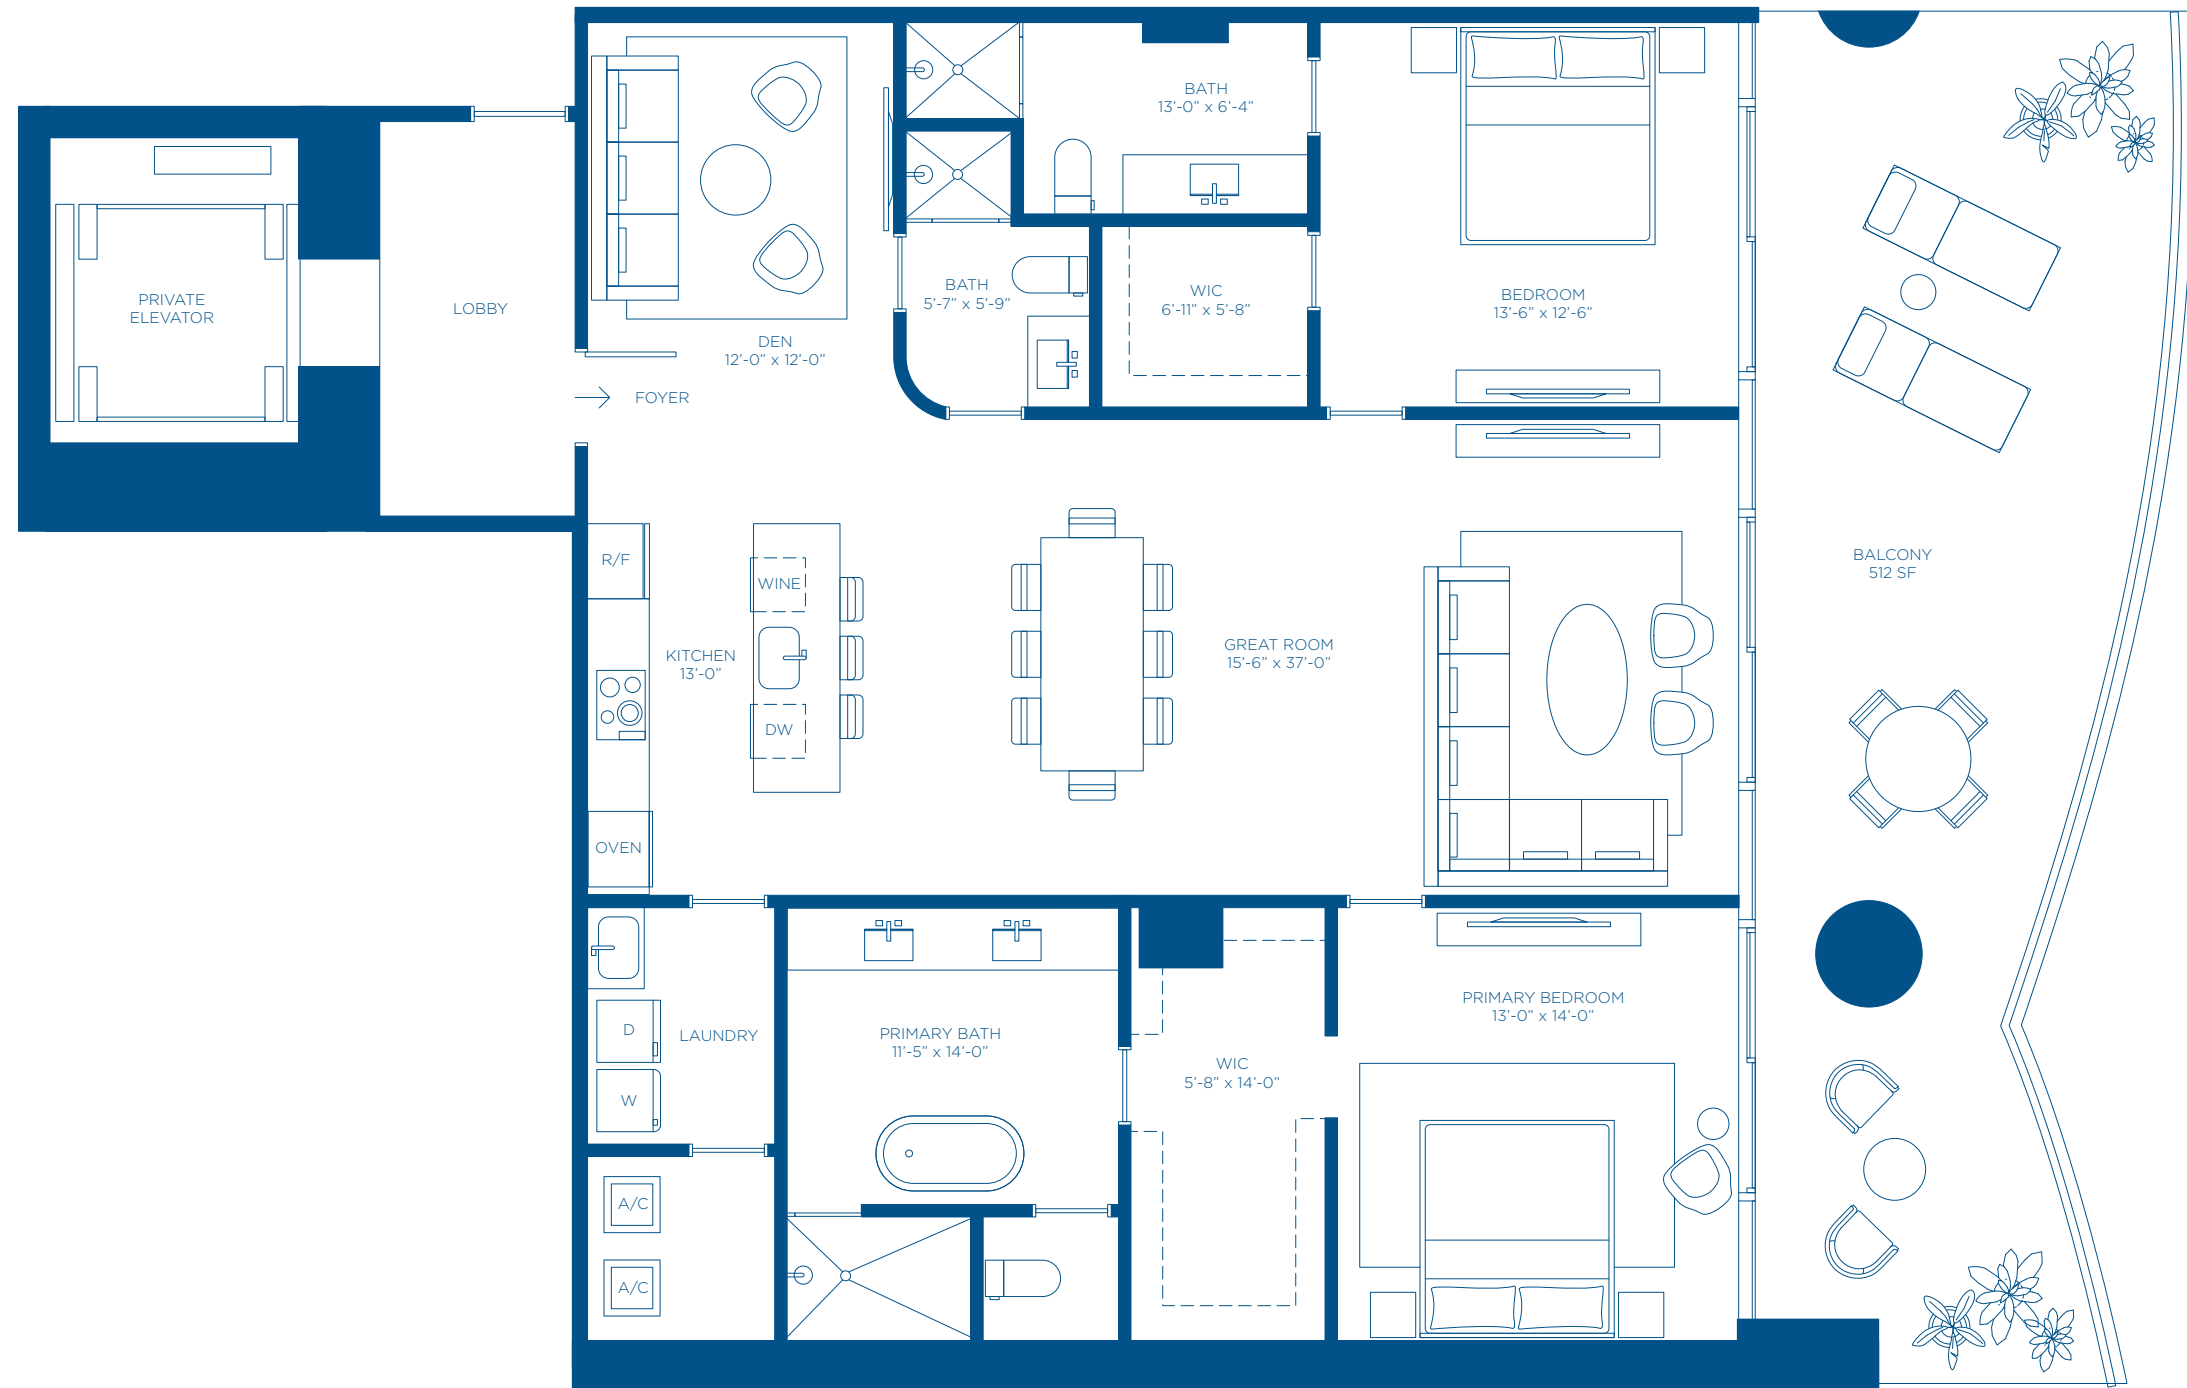 BATH
13'-0" x 6'-4"
PRIVATE
ELEVATOR
LOBBY
DEN
12'-0" x 12'-0"
BATH
5'-7" x 5'-9"
WIC
6'-11" x 5'-8"
BEDROOM
13'-6" x 12'-6"
FOYER
R/F
WINE
KITCHEN
13'-0"
DW
OVEN
GREAT ROOM
15'-6" x 37'-0"
BALCONY
512 SF
D
W
LAUNDRY
PRIMARY BATH
11'-5" x 14'-0"
WIC
5'-8" x 14'-0"
PRIMARY BEDROOM
13'-0" x 14'-0"
A/C
A/C